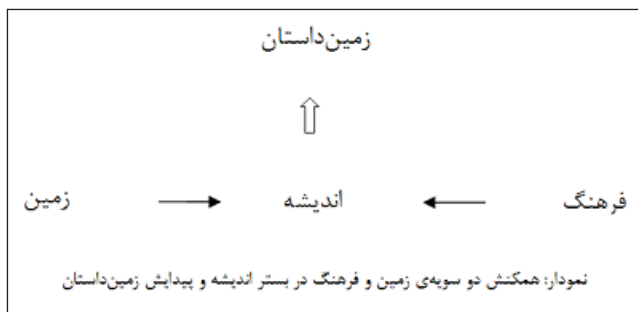 زمین‌داستان
فرهنگ اندیشه زمین
نمودار: همکنش دو سویه‌ی زمین و فرهنگ در بستر اندیشه و پیدایش زمین‌داستان